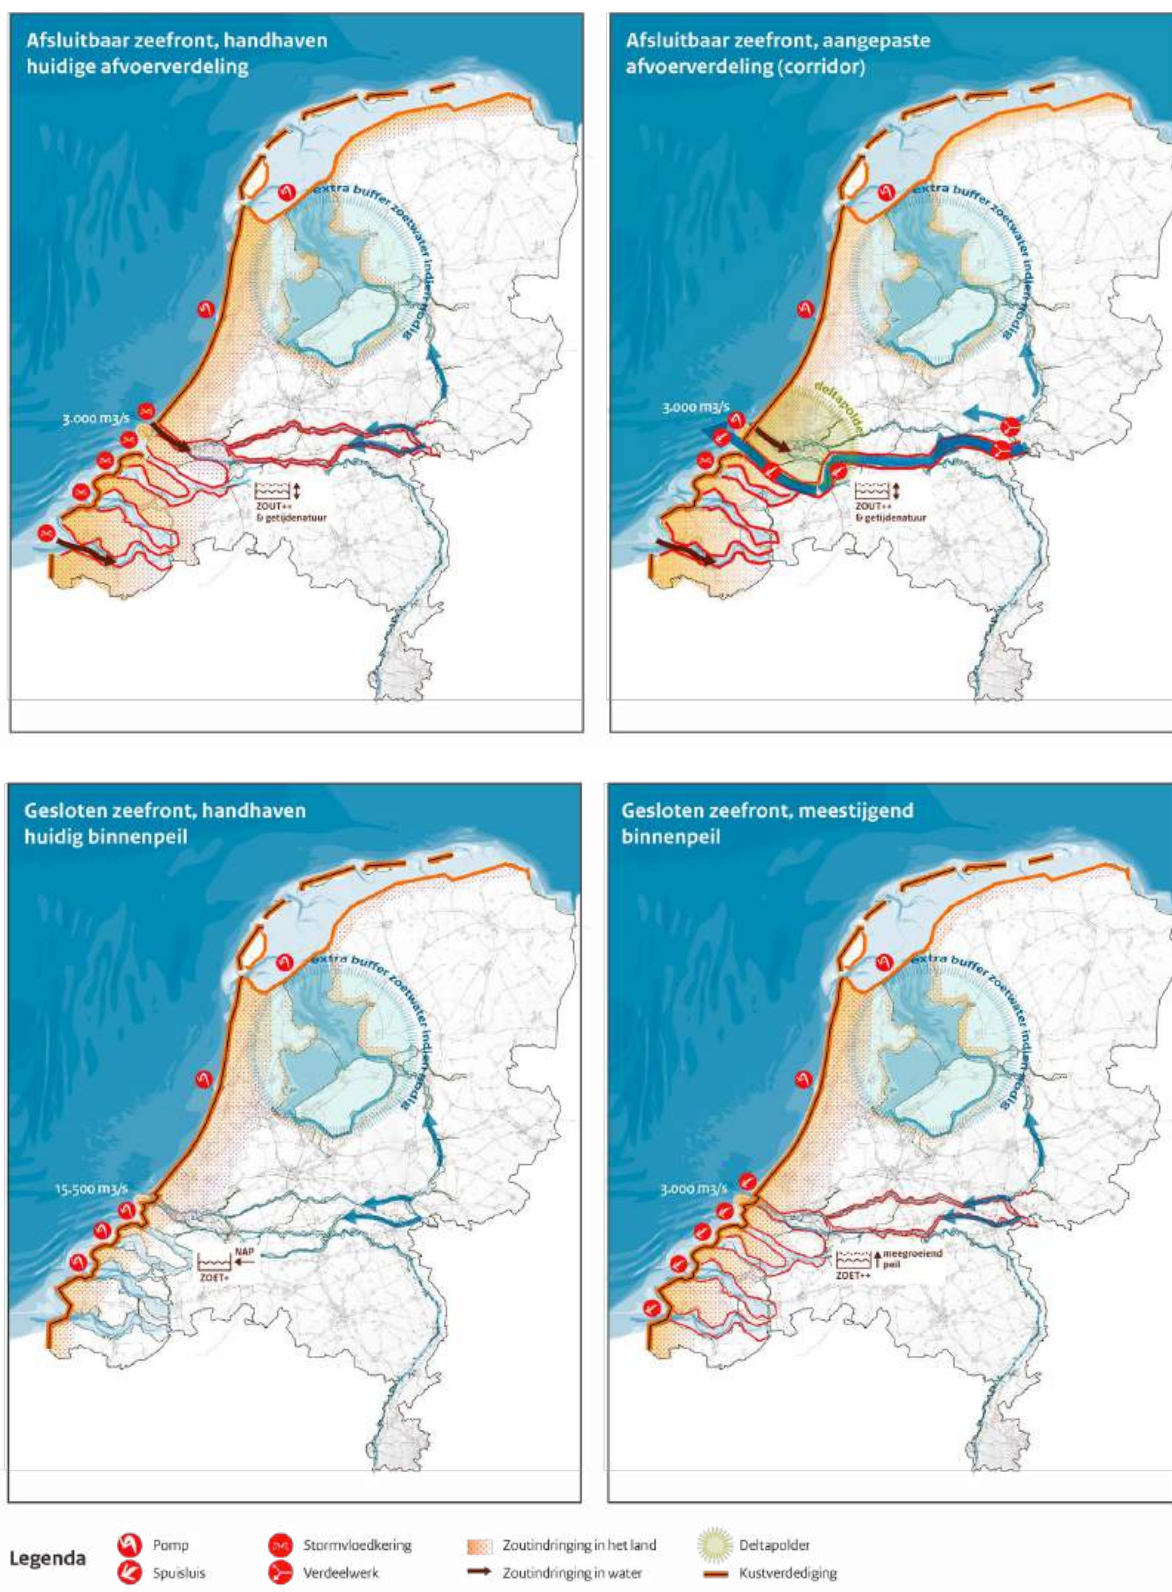 Afsluitbaar zeefront, handhaven
huidige afvoerverdeling
extra buffer zoetwater indien nodig
3.000 m3/s
ZOUT++
& getijdenatuur
Afsluitbaar zeefront, aangepaste
afvoerverdeling (corridor)
extra buffer zoetwater indien nodig
deltapolder
3.000 m3/s
ZOUT++
& getijdenatuur
Gesloten zeefront, handhaven
huidig binnenpeil
extra buffer zoetwater indien nodig
15.500 m3/s
NAP
ZOET+
Gesloten zeefront, meestijgend
binnenpeil
extra buffer zoetwater indien nodig
3.000 m3/s
meegroeiend
peil
ZOET++
Legenda
Pomp
Spuisluis
Stormvloedkering
Verdeelwerk
Zoutindringing in het land
Zoutindringing in water
Deltapolder
Kustverdediging